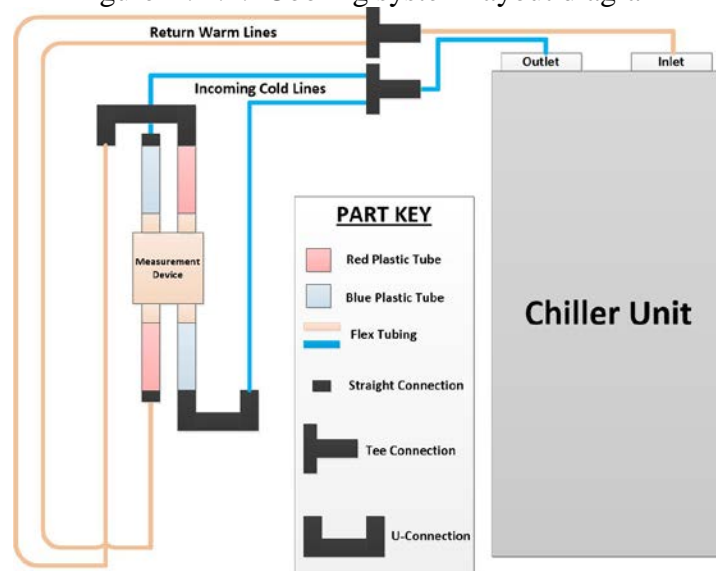 Return Warm Lines
Incoming Cold Lines
Outlet
Inlet
Measurement
Device
PART KEY
Red Plastic Tube
Blue Plastic Tube
Flex Tubing
Straight Connection
Tee Connection
U-Connection
Chiller Unit